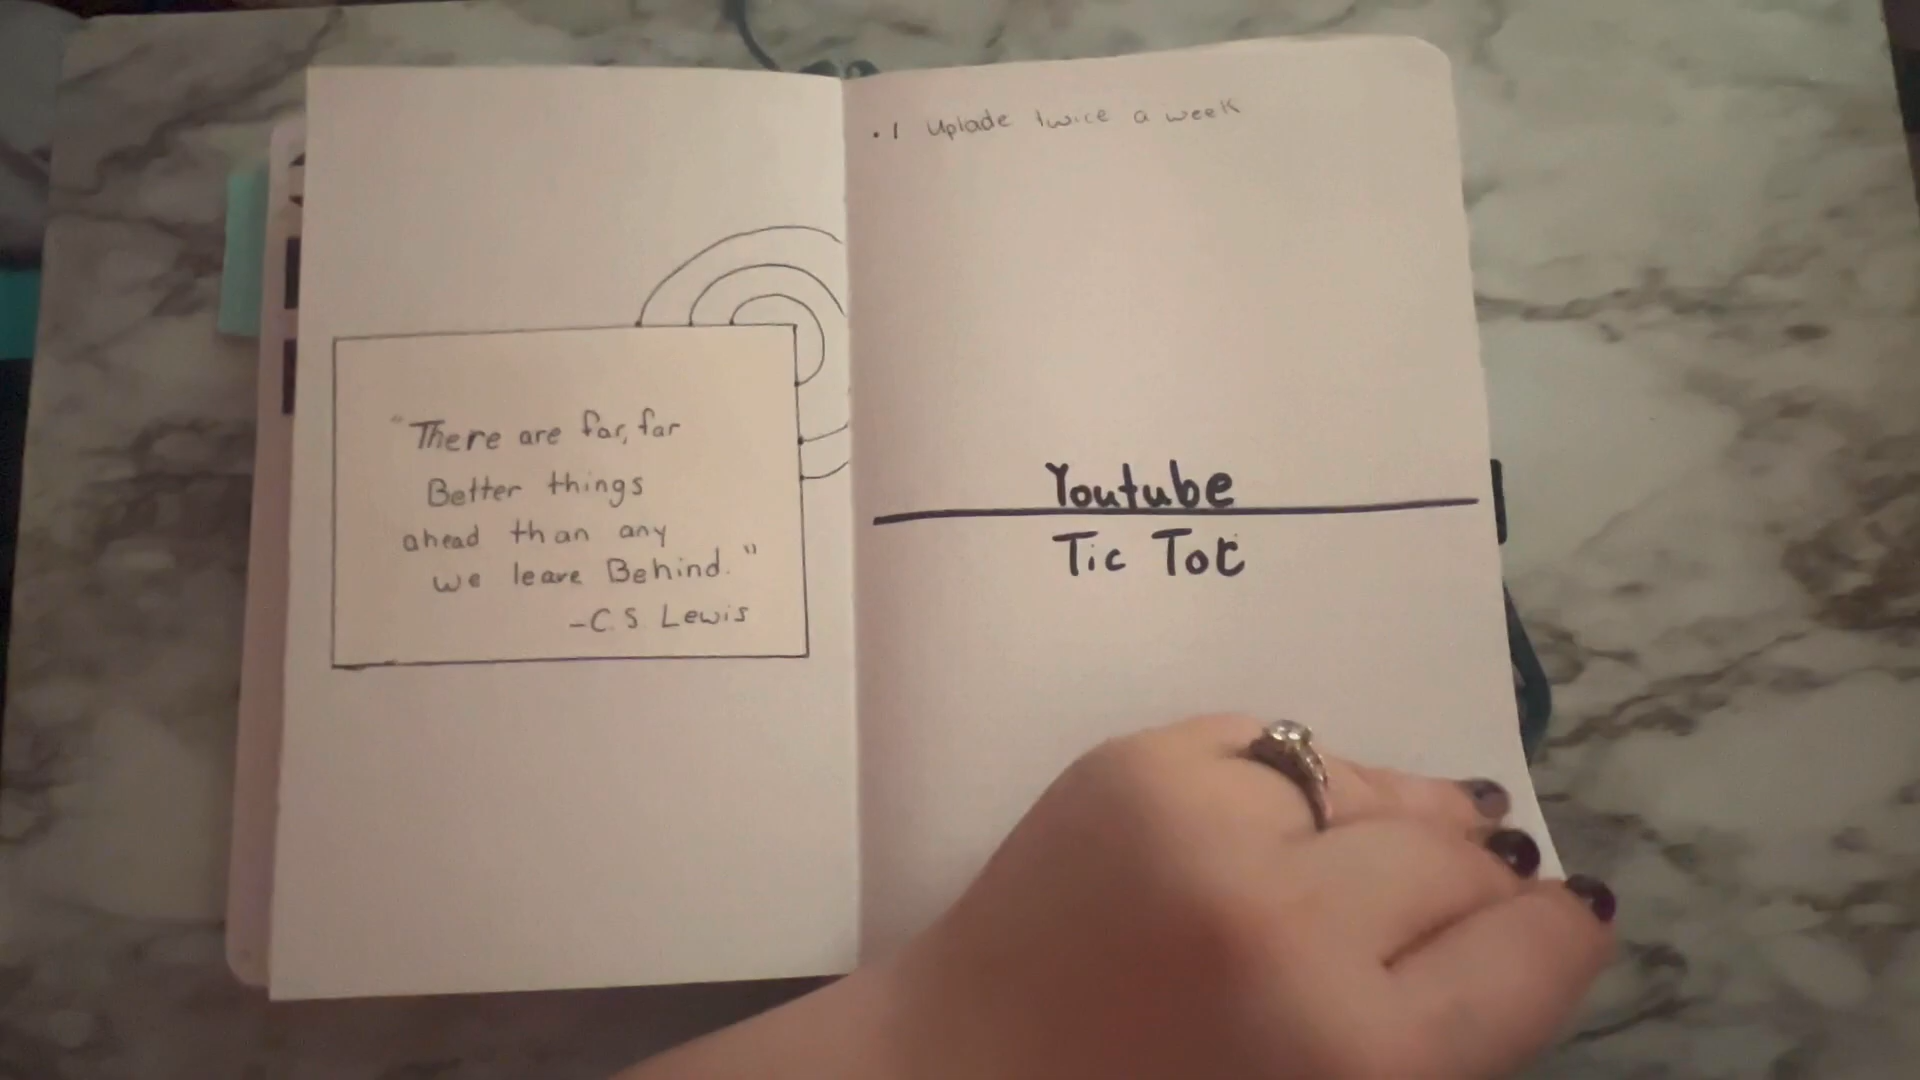 "There are far, far
Better things
ahead than any
we leave Behind."
-C.S. Lewis
• 1 Uplade twice a week
Youtube
Tic Toc